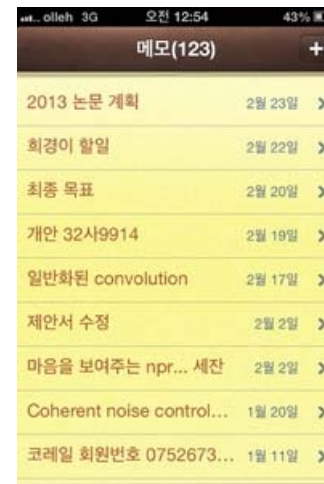 olleh 3G 오전 12:54 43%
메모(123) +
2013 논문 계획 2월 23일
희경이 할일 2월 22일
최종 목표 2월 20일
개안 32사9914 2월 19일
일반화된 convolution 2월 17일
제안서 수정 2월 2일
마음을 보여주는 npr... 세잔 2월 2일
Coherent noise control... 1월 20일
코레일 회원번호 0752673... 1월 11일